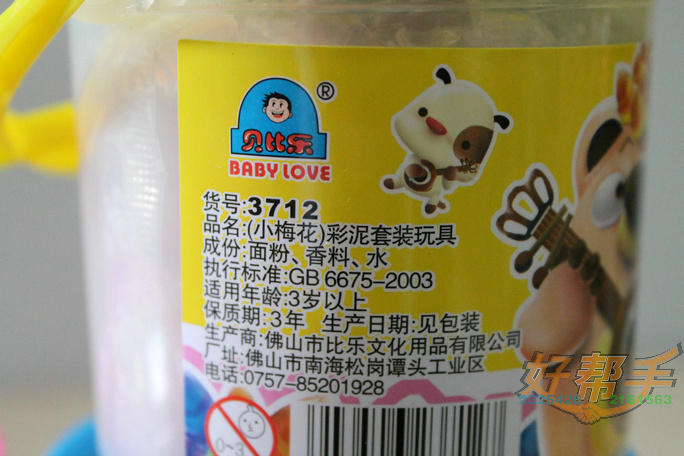 ®
贝比乐
BABY LOVE
货号:3712
品名:(小梅花)彩泥套装玩具
成份:面粉、香料、水
执行标准:GB 6675-2003
适用年龄:3岁以上
保质期:3年 生产日期:见包装
生产商:佛山市比乐文化用品有限公司
厂址:佛山市南海松岗谭头工业区
电话:0757-85201928
0-3
好帮手